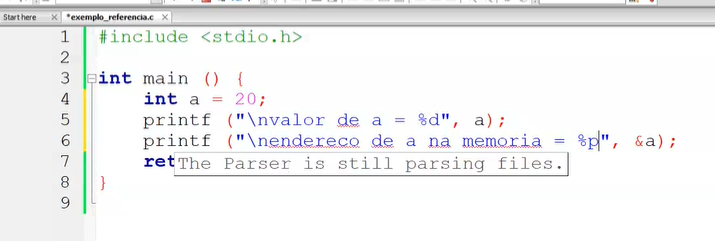 Start here
*exemplo_referencia.c
1 #include <stdio.h>
2
3 int main () {
4 int a = 20;
5 printf ("\nvalor de a = %d", a);
6 printf ("\nendereco de a na memoria = %p", &a);
7 ret
The Parser is still parsing files.
8 }
9